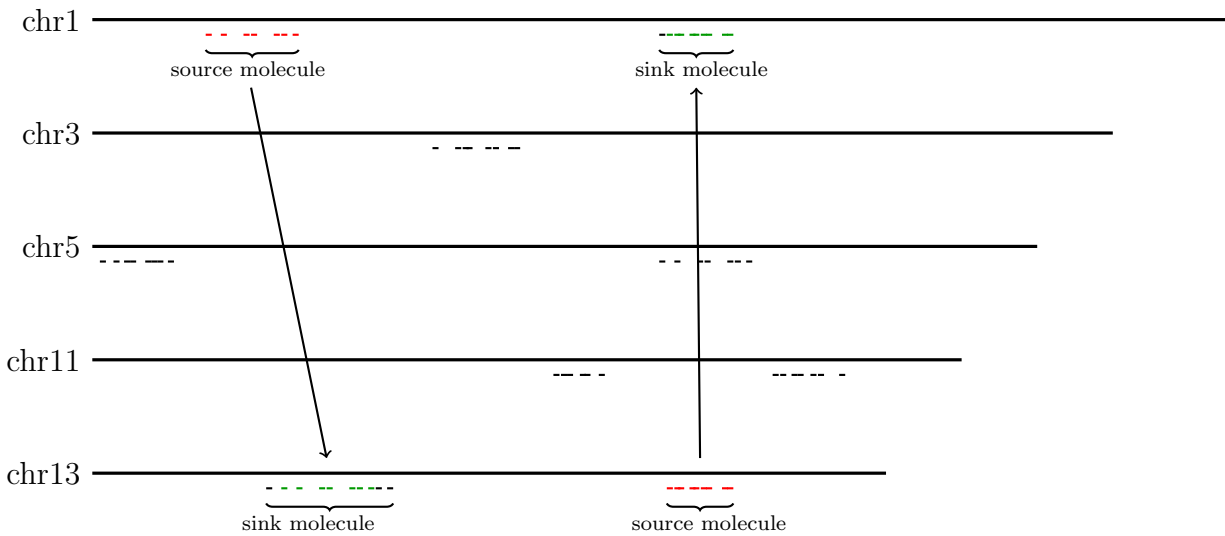 chr1
source molecule
sink molecule
chr3
chr5
chr11
chr13
sink molecule
source molecule